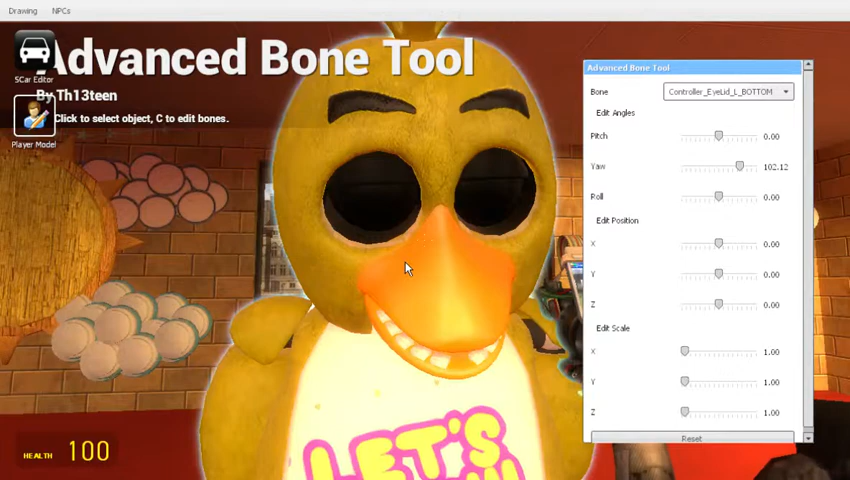 Drawing NPCs
Advanced Bone Tool
SCar Editor
By Th13teen
Click to select object, C to edit bones.
Player Model
Advanced Bone Tool
Bone Controller_EyeLid_L_BOTTOM
Edit Angles
Pitch 0.00
Yaw 102.12
Roll 0.00
Edit Position
X 0.00
Y 0.00
Z 0.00
Edit Scale
X 1.00
Y 1.00
Z 1.00
Reset
LET'S
HEALTH 100